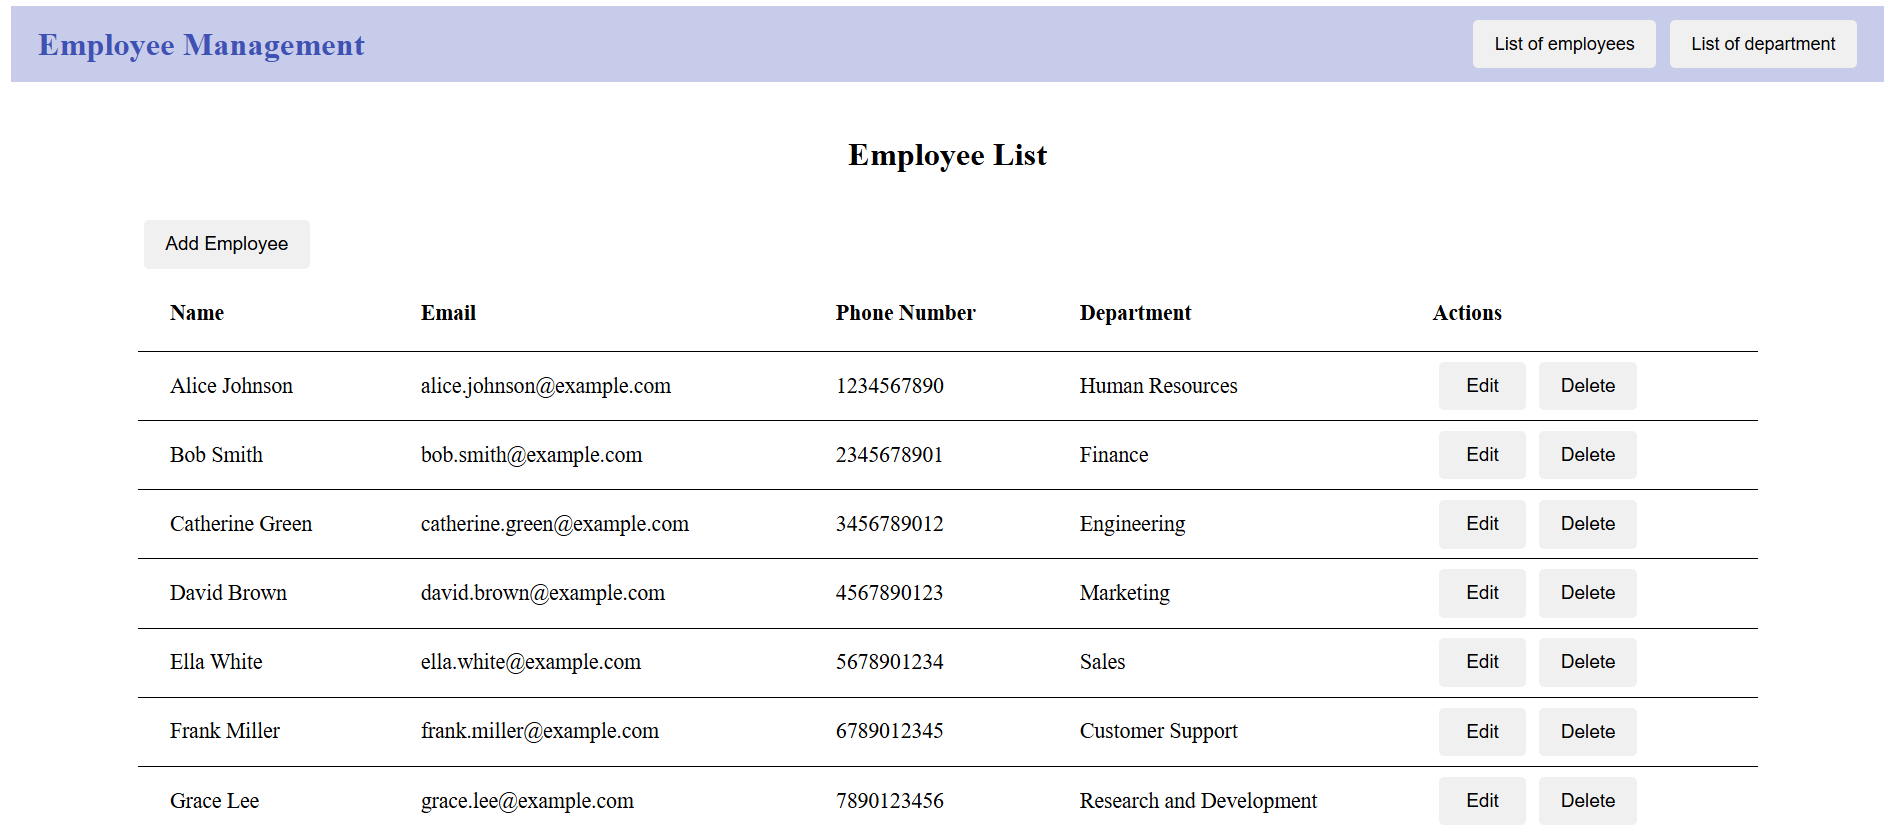 Employee Management List of employees List of department
Employee List
Add Employee
Name Email Phone Number Department Actions
Alice Johnson alice.johnson@example.com 1234567890 Human Resources Edit Delete
Bob Smith bob.smith@example.com 2345678901 Finance Edit Delete
Catherine Green catherine.green@example.com 3456789012 Engineering Edit Delete
David Brown david.brown@example.com 4567890123 Marketing Edit Delete
Ella White ella.white@example.com 5678901234 Sales Edit Delete
Frank Miller frank.miller@example.com 6789012345 Customer Support Edit Delete
Grace Lee grace.lee@example.com 7890123456 Research and Development Edit Delete